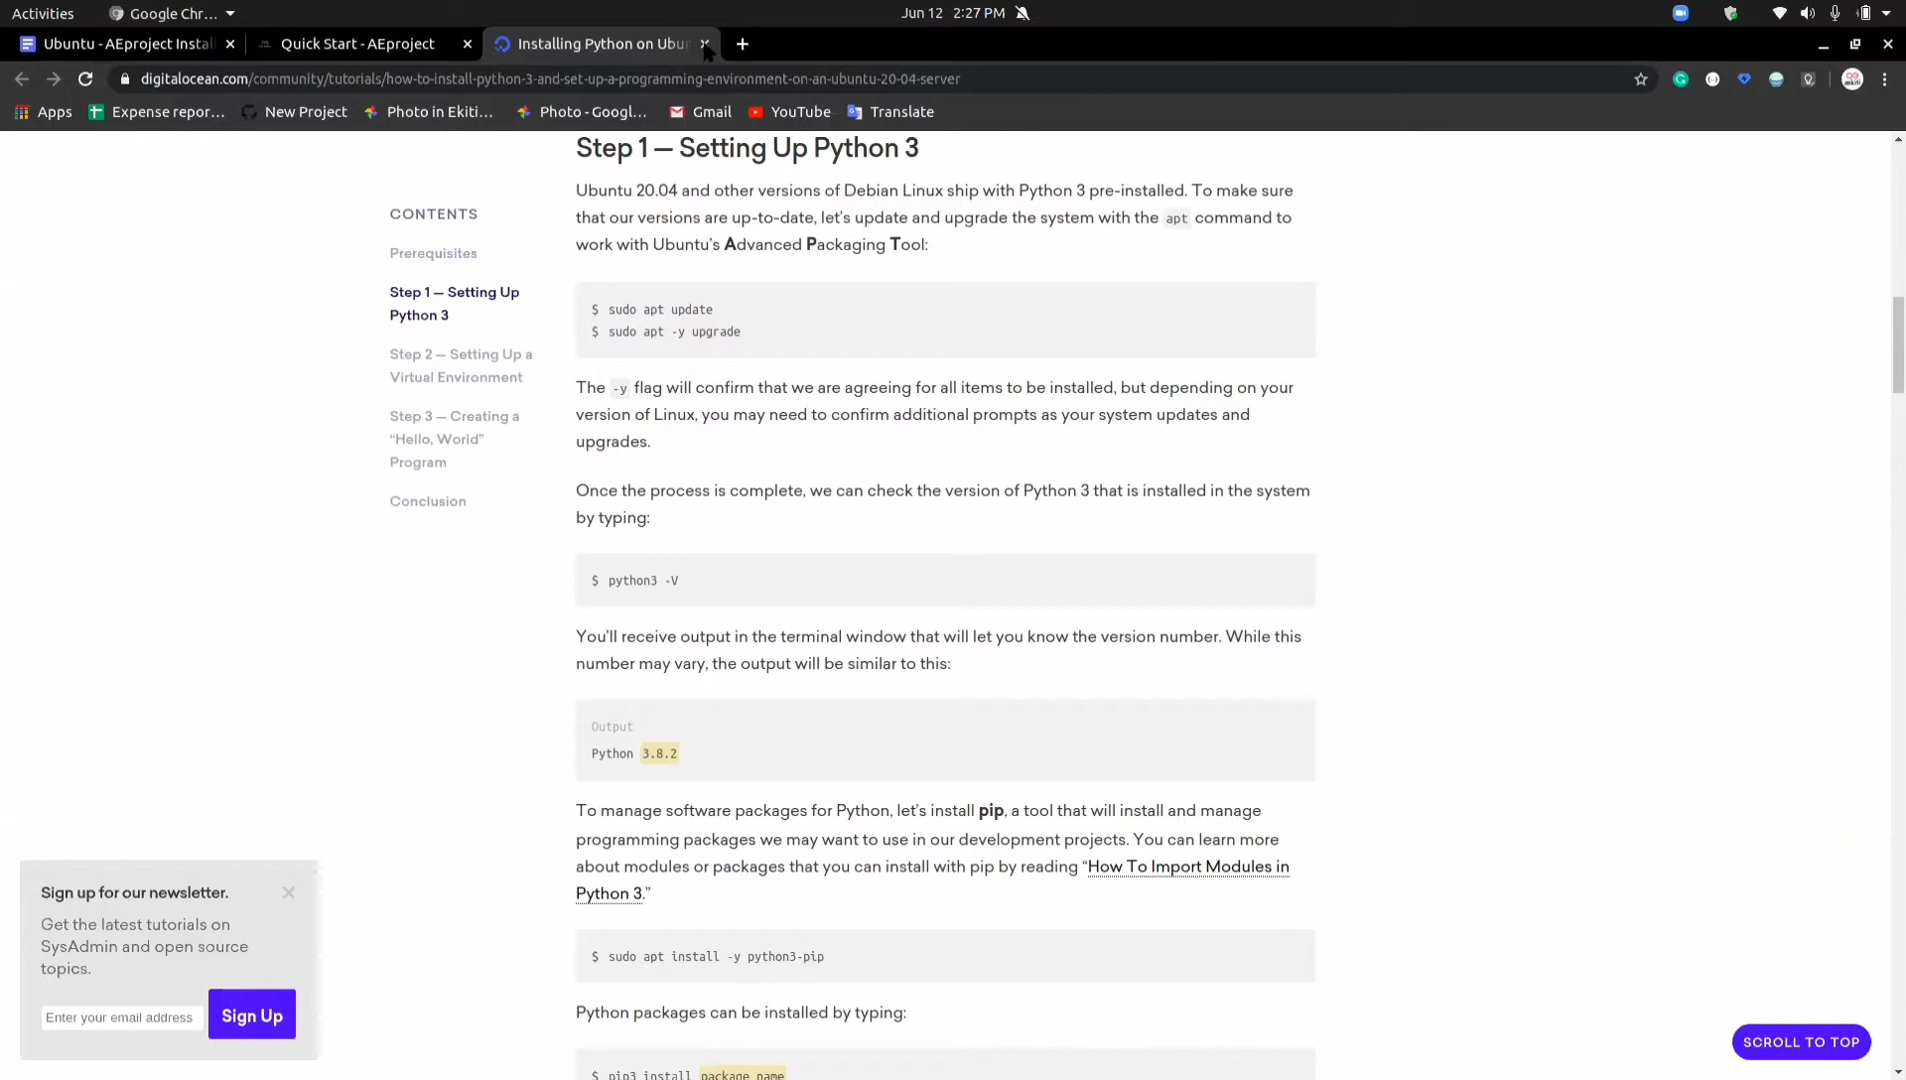 Activities
Google Chr...
Jun 12 2:27 PM
Ubuntu - AEproject Instal
Quick Start - AEproject
Installing Python on Ubun
digitalocean.com/community/tutorials/how-to-install-python-3-and-set-up-a-programming-environment-on-an-ubuntu-20-04-server
Apps
Expense repor...
New Project
Photo in Ekiti...
Photo - Googl...
Gmail
YouTube
Translate
CONTENTS
Prerequisites
Step 1 — Setting Up
Python 3
Step 2 — Setting Up a
Virtual Environment
Step 3 — Creating a
“Hello, World”
Program
Conclusion
Step 1 — Setting Up Python 3
Ubuntu 20.04 and other versions of Debian Linux ship with Python 3 pre-installed. To make sure
that our versions are up-to-date, let’s update and upgrade the system with the apt command to
work with Ubuntu’s Advanced Packaging Tool:
$ sudo apt update
$ sudo apt -y upgrade
The -y flag will confirm that we are agreeing for all items to be installed, but depending on your
version of Linux, you may need to confirm additional prompts as your system updates and
upgrades.
Once the process is complete, we can check the version of Python 3 that is installed in the system
by typing:
$ python3 -V
You’ll receive output in the terminal window that will let you know the version number. While this
number may vary, the output will be similar to this:
Output
Python 3.8.2
To manage software packages for Python, let’s install pip, a tool that will install and manage
programming packages we may want to use in our development projects. You can learn more
about modules or packages that you can install with pip by reading “How To Import Modules in
Python 3.”
$ sudo apt install -y python3-pip
Python packages can be installed by typing:
$ pip3 install package_name
Sign up for our newsletter.
Get the latest tutorials on
SysAdmin and open source
topics.
Enter your email address
Sign Up
SCROLL TO TOP